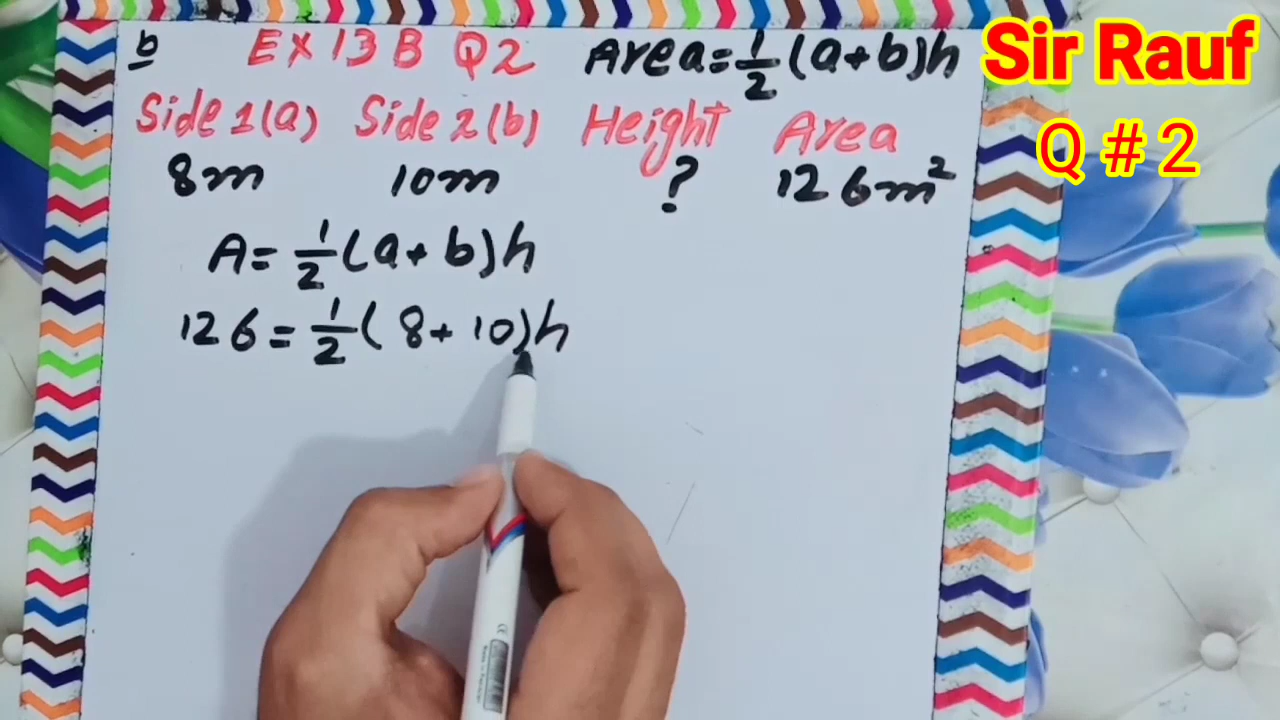 b Ex 13 B Q2 Area=1/2(a+b)h
Side 1(a) Side 2(b) Height Area
8m 10m ? 126m²
A=1/2(a+b)h
126=1/2(8+10)h
Sir Rauf
Q # 2
CE